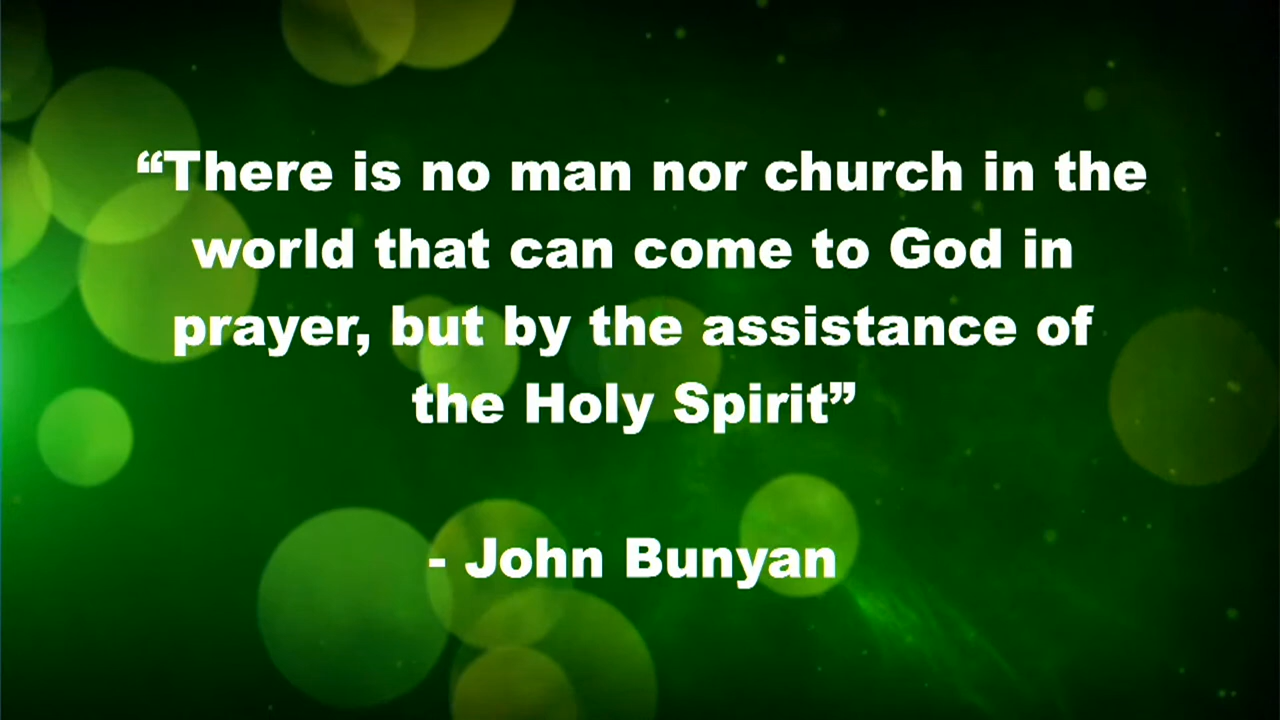 “There is no man nor church in the
world that can come to God in
prayer, but by the assistance of
the Holy Spirit”
- John Bunyan